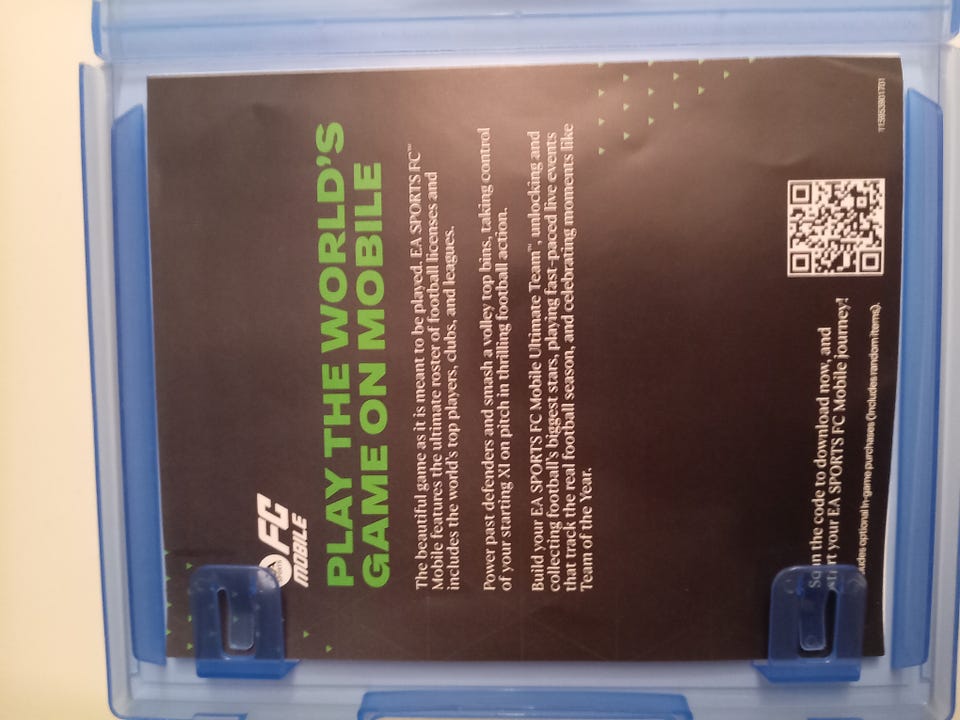 FC
MOBILE
PLAY THE WORLD'S
GAME ON MOBILE
The beautiful game as it is meant to be played. EA SPORTS FC™
Mobile features the ultimate roster of football licenses and
includes the world's top players, clubs, and leagues.
Power past defenders and smash a volley top bins, taking control
of your starting XI on pitch in thrilling football action.
Build your EA SPORTS FC Mobile Ultimate Team™, unlocking and
collecting football's biggest stars, playing fast-paced live events
that track the real football season, and celebrating moments like
Team of the Year.
Scan the code to download now, and
start your EA SPORTS FC Mobile journey!
optional in-game purchases (includes random items).